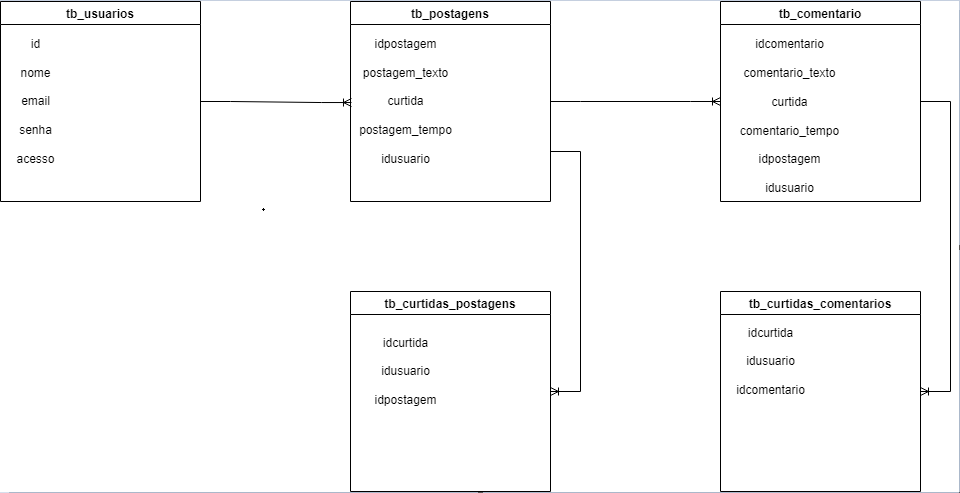 tb_usuarios
id
nome
email
senha
acesso
tb_postagens
idpostagem
postagem_texto
curtida
postagem_tempo
idusuario
tb_comentario
idcomentario
comentario_texto
curtida
comentario_tempo
idpostagem
idusuario
tb_curtidas_postagens
idcurtida
idusuario
idpostagem
tb_curtidas_comentarios
idcurtida
idusuario
idcomentario